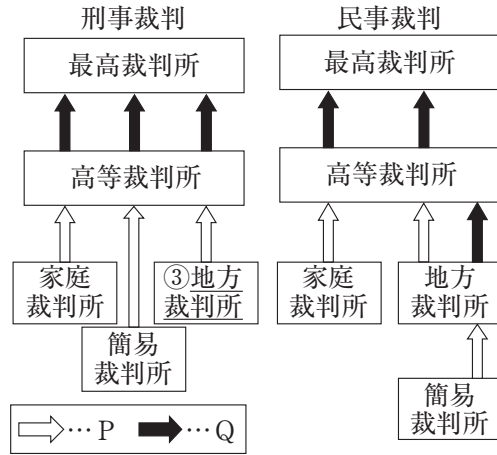 刑事裁判
最高裁判所
高等裁判所
家庭
裁判所
③地方
裁判所
簡易
裁判所
民事裁判
最高裁判所
高等裁判所
家庭
裁判所
地方
裁判所
簡易
裁判所
…P
…Q